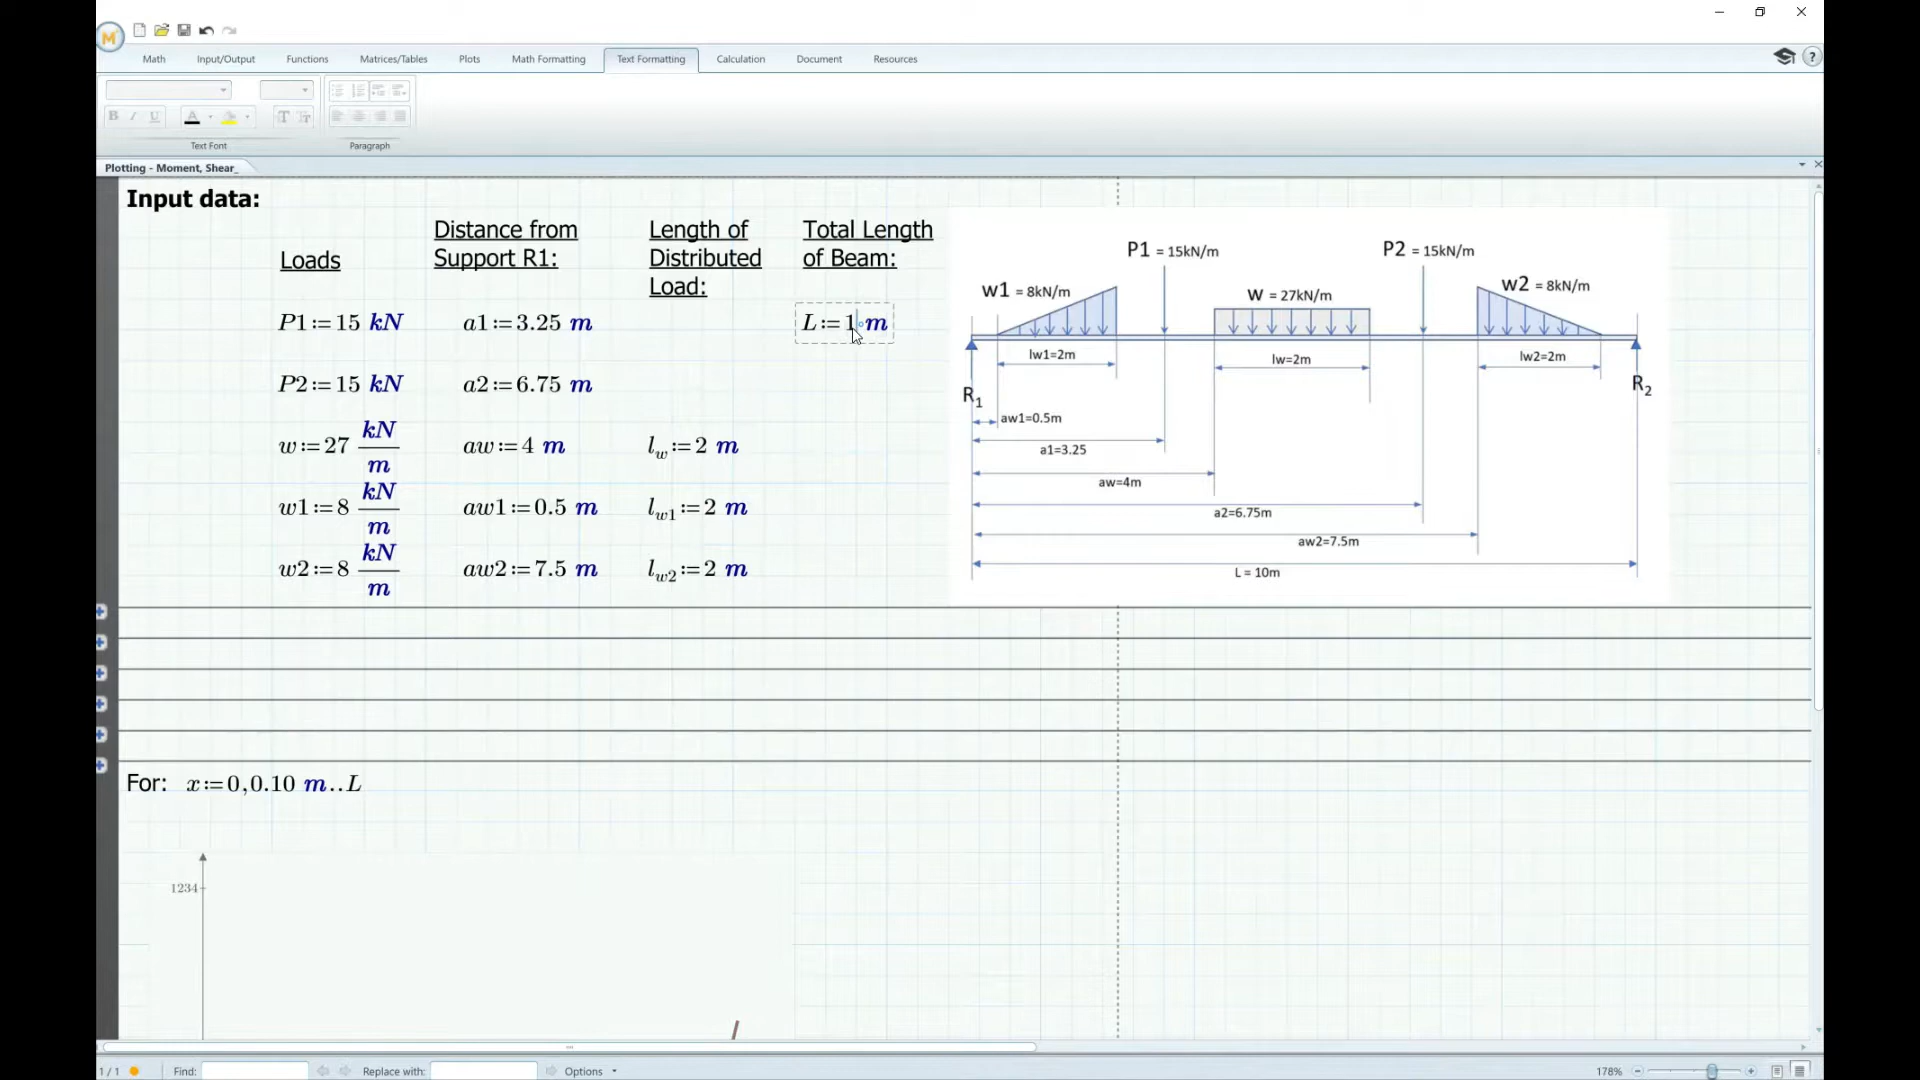 Math Input/Output Functions Matrices/Tables Plots Math Formatting Text Formatting Calculation Document Resources
B I U A
Text Font Paragraph
Plotting - Moment, Shear_
Input data:
Loads
Distance from
Support R1:
Length of
Distributed
Load:
Total Length
of Beam:
P1:=15 kN a1:=3.25 m L:=1 m
P2:=15 kN a2:=6.75 m
w:=27 kN/m aw:=4 m lw:=2 m
w1:=8 kN/m aw1:=0.5 m lw1:=2 m
w2:=8 kN/m aw2:=7.5 m lw2:=2 m
P1 = 15kN/m P2 = 15kN/m
w1 = 8kN/m W = 27kN/m w2 = 8kN/m
lw1=2m lw=2m lw2=2m
R1 R2
aw1=0.5m
a1=3.25
aw=4m
a2=6.75m
aw2=7.5m
L = 10m
For: x:=0,0.10 m..L
1234
1/1 Find: Replace with: Options 178%